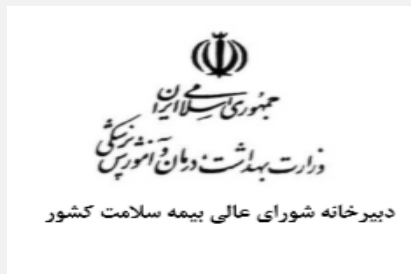 جمهوری اسلامی ایران
وزارت بهداشت، درمان و آموزش پزشکی
دبیرخانه شورای عالی بیمه سلامت کشور